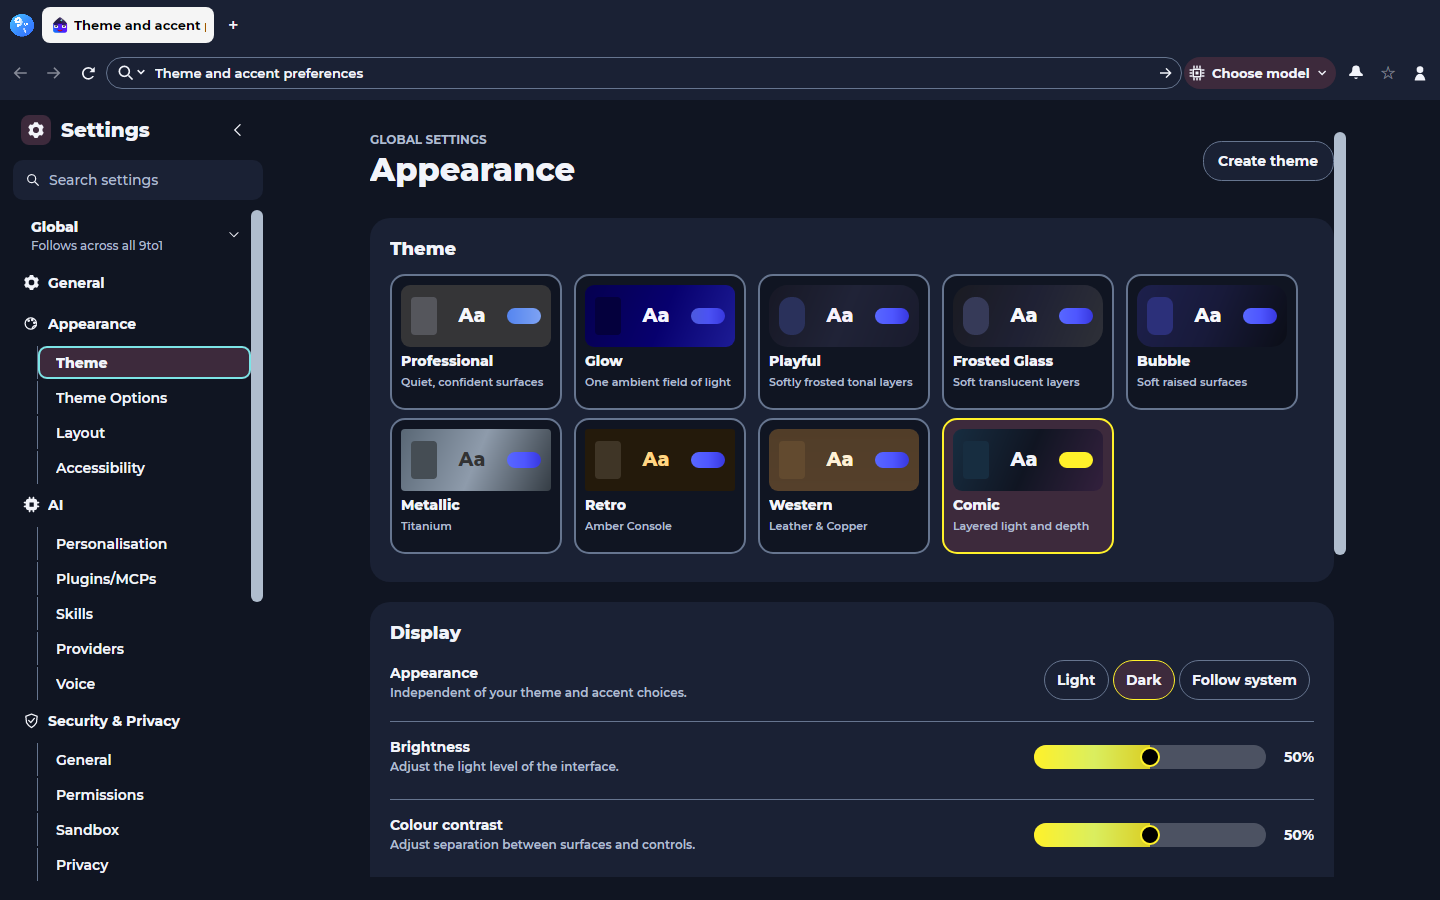 Theme and accent
+
Theme and accent preferences
Choose model
Settings
Search settings
Global
Follows across all 9to1
General
Appearance
Theme
Theme Options
Layout
Accessibility
AI
Personalisation
Plugins/MCPs
Skills
Providers
Voice
Security & Privacy
General
Permissions
Sandbox
Privacy
GLOBAL SETTINGS
Appearance
Create theme
Theme
Aa Aa Aa Aa Aa
Professional Glow Playful Frosted Glass Bubble
Quiet, confident surfaces One ambient field of light Softly frosted tonal layers Soft translucent layers Soft raised surfaces
Aa Aa Aa Aa
Metallic Retro Western Comic
Titanium Amber Console Leather & Copper Layered light and depth
Display
Appearance
Independent of your theme and accent choices.
Light Dark Follow system
Brightness
Adjust the light level of the interface.
50%
Colour contrast
Adjust separation between surfaces and controls.
50%